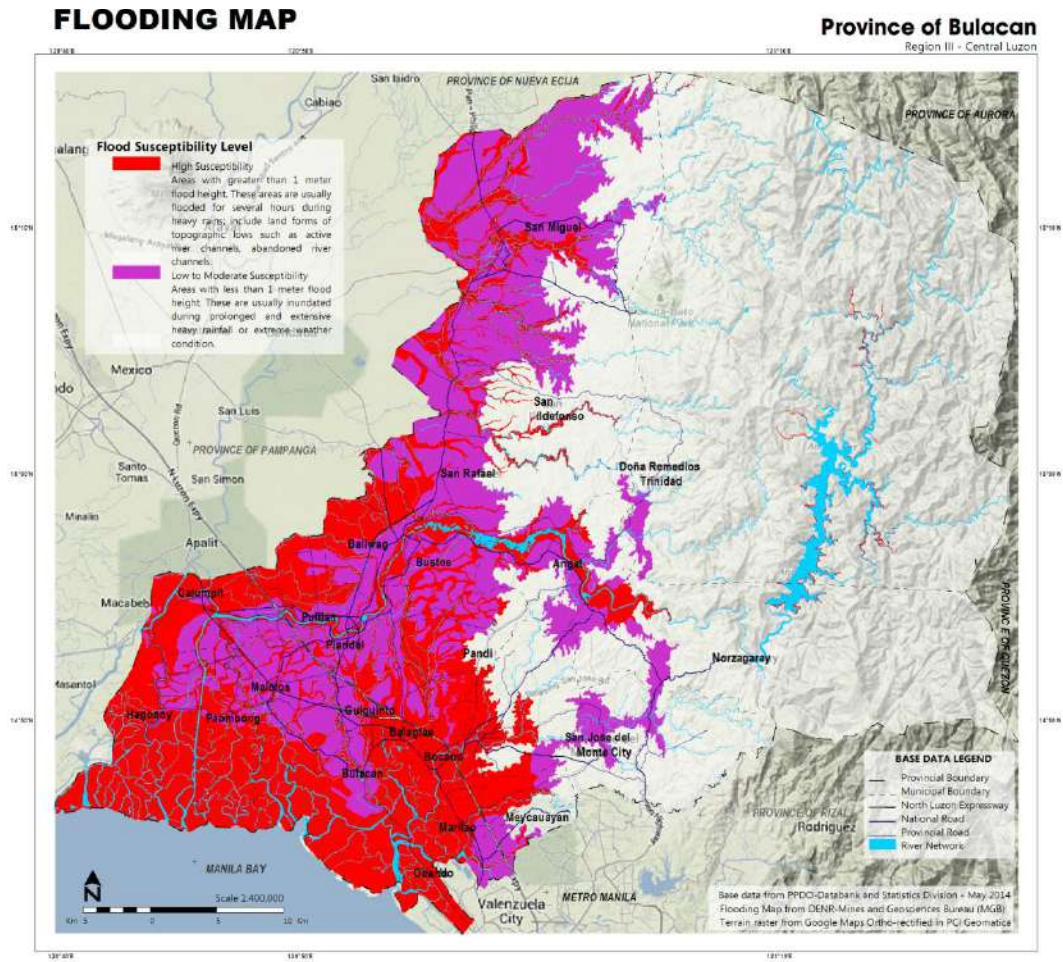 FLOODING MAP
Province of Bulacan
Region III - Central Luzon
San Isidro
PROVINCE OF NUEVA ECIJA
Cabiao
PROVINCE OF AURORA
Flood Susceptibility Level
High Susceptibility
Areas with greater than 1 meter
flood height. These areas are usually
flooded for several hours during
heavy rains; include land forms of
topographic lows such as active
river channels, abandoned river
channels.
Low to Moderate Susceptibility
Areas with less than 1 meter flood
height. These are usually inundated
during prolonged and extensive
heavy rainfall or extreme weather
condition.
San Miguel
National Park
Mexico
San Luis
San
Ildefonso
PROVINCE OF PAMPANGA
Santo
Tomas
San Simon
San Rafael
Doña Remedios
Trinidad
N Luzon Expy
Minalin
Apalit
Baliwag
Bustos
Angat
Macabebe
Calumpit
Pulilan
Plaridel
Pandi
Norzagaray
PROVINCE OF QUEZON
Masantol
Malolos
Hagonoy
Paombong
Guiguinto
Balagtas
Bocaue
San Jose del
Monte City
Bulacan
Marilao
Meycauayan
Obando
MANILA BAY
METRO MANILA
Valenzuela
City
PROVINCE OF RIZAL
Rodriguez
BASE DATA LEGEND
Provincial Boundary
Municipal Boundary
North Luzon Expressway
National Road
Provincial Road
River Network
N
Scale 1:400,000
Km 5 0 5 10 Km
Base data from PPDO-Databank and Statistics Division - May 2014
Flooding Map from DENR-Mines and Geosciences Bureau (MGB)
Terrain raster from Google Maps Ortho-rectified in PCI Geomatica